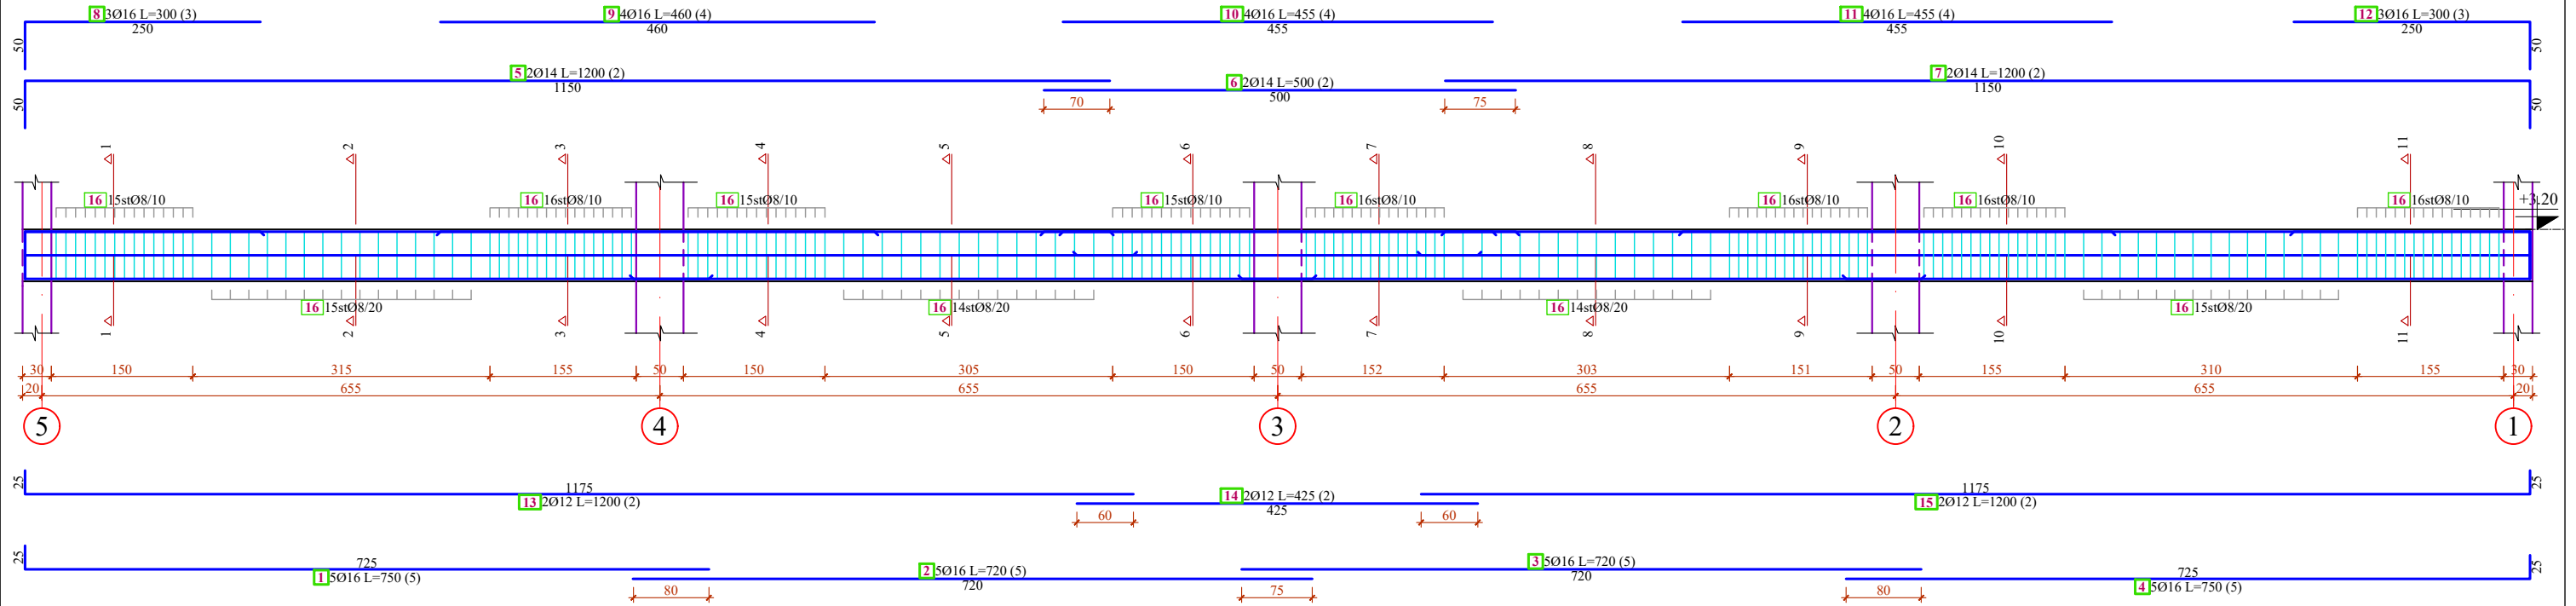 8 3Ø16 L=300 (3)
250
50
9 4Ø16 L=460 (4)
460
10 4Ø16 L=455 (4)
455
11 4Ø16 L=455 (4)
455
12 3Ø16 L=300 (3)
250
50
5 2Ø14 L=1200 (2)
1150
50
6 2Ø14 L=500 (2)
500
70
75
7 2Ø14 L=1200 (2)
1150
50
1 2 3 4 5 6 7 8 9 10 11
16 15stØ8/10
16 16stØ8/10
16 15stØ8/10
16 15stØ8/10
16 16stØ8/10
16 16stØ8/10
16 16stØ8/10
16 16stØ8/10
+3.20
16 15stØ8/20
16 14stØ8/20
16 14stØ8/20
16 15stØ8/20
1 2 3 4 5 6 7 8 9 10 11
30 150 315 155 50 150 305 150 50 152 303 151 50 155 310 155 30
20 655 655 655 655 20
5 4 3 2 1
25
1175
13 2Ø12 L=1200 (2)
14 2Ø12 L=425 (2)
425
60
60
1175
15 2Ø12 L=1200 (2)
25
25
725
1 5Ø16 L=750 (5)
2 5Ø16 L=720 (5)
720
3 5Ø16 L=720 (5)
720
725
4 5Ø16 L=750 (5)
25
80
75
80